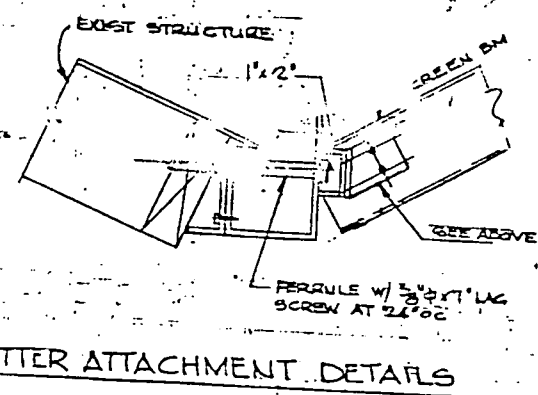 EXIST STRUCTURE
1"x2"
REEN BM
SEE ABOVE
FERRULE W/ 3/8"φx7" LAG
SCREW AT 24"OC
TTER ATTACHMENT DETAILS